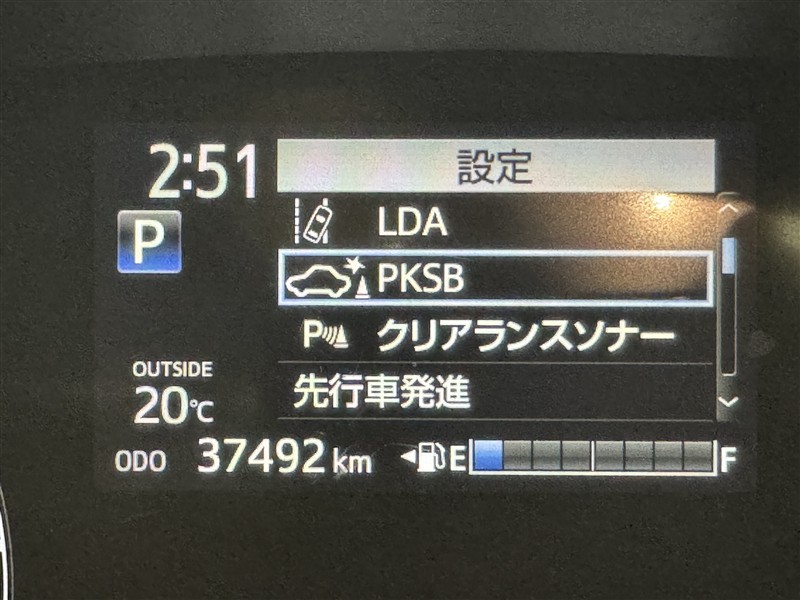 2:51
設定
P
LDA
PKSB
P クリアランスソナー
先行車発進
OUTSIDE
20℃
ODO 37492 km
E F